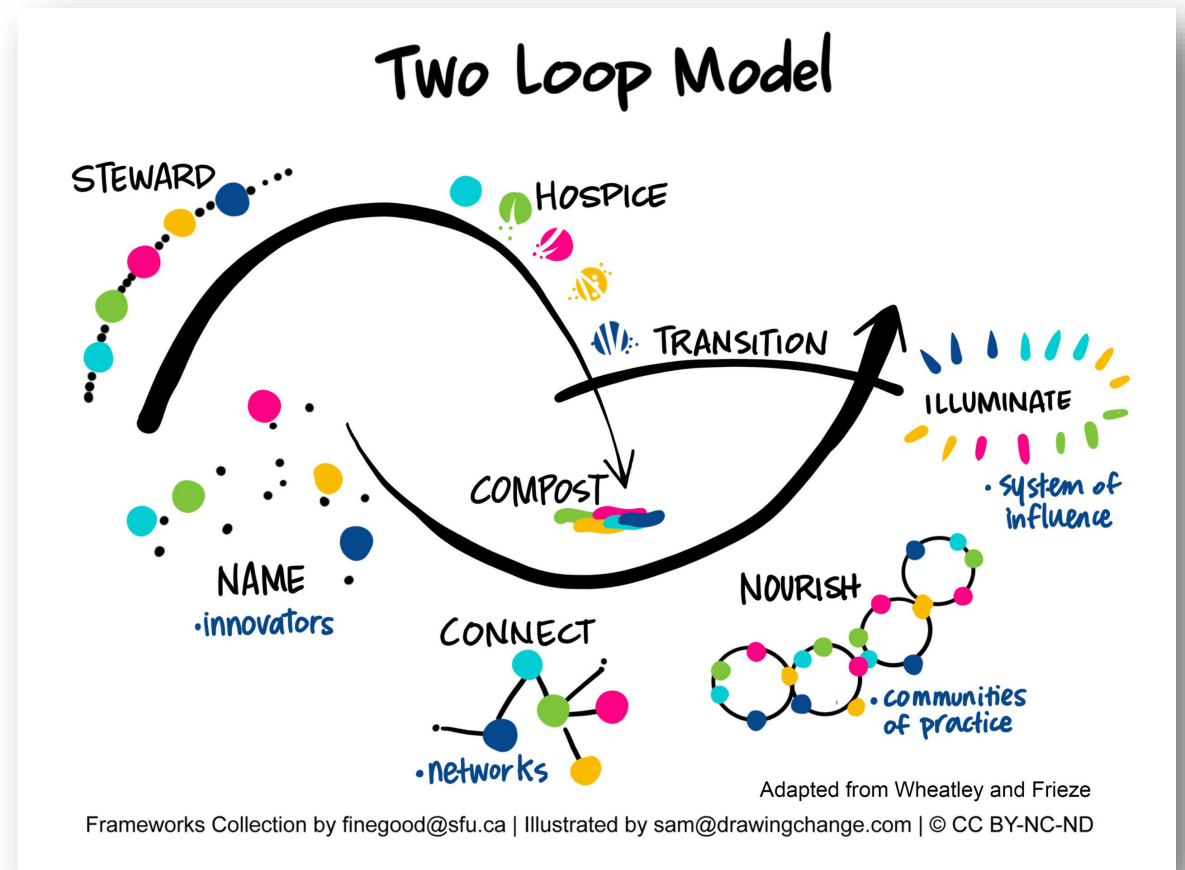 Two Loop Model
STEWARD
HOSPICE
TRANSITION
ILLUMINATE
• system of
influence
COMPOST
NAME
•innovators
CONNECT
•networks
NOURISH
• communities
of practice
Adapted from Wheatley and Frieze
Frameworks Collection by finegood@sfu.ca | Illustrated by sam@drawingchange.com | © CC BY-NC-ND